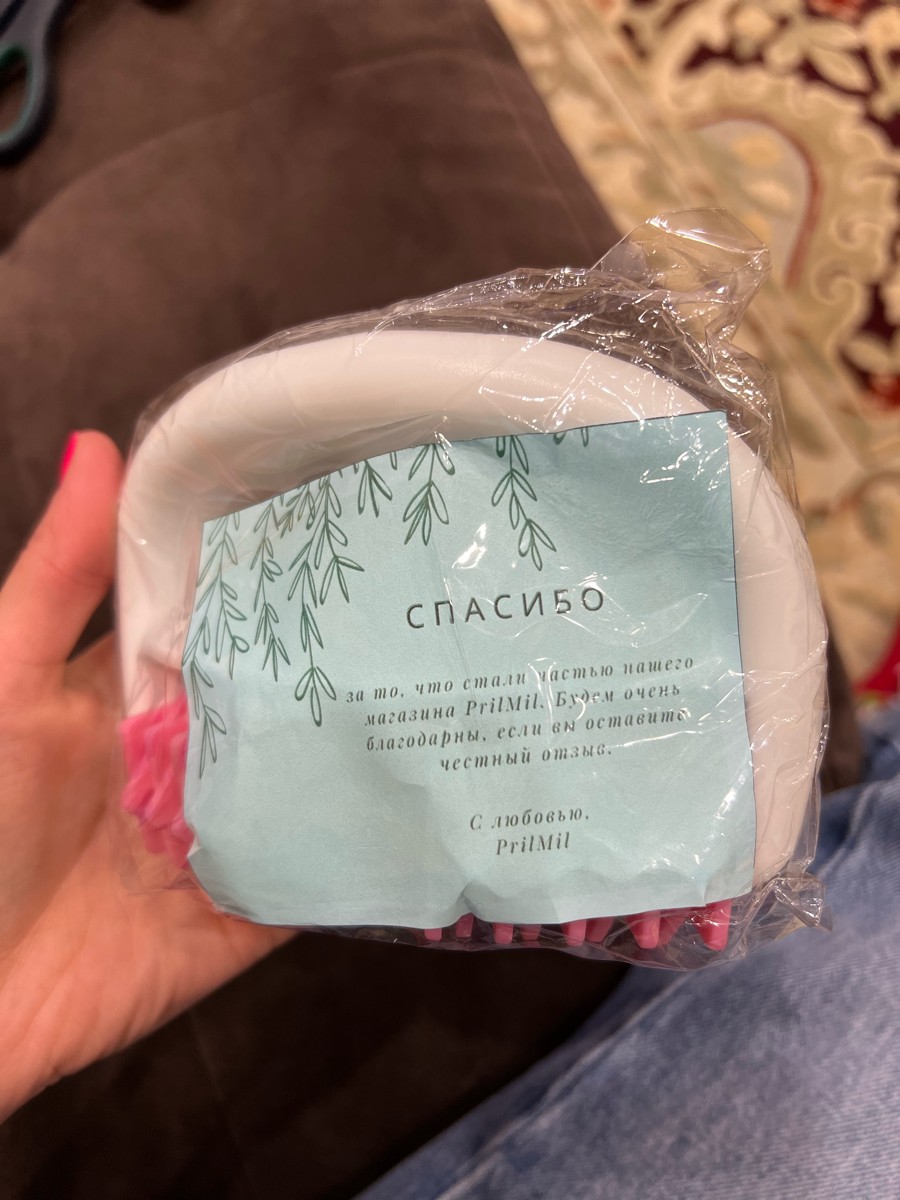 СПАСИБО
за то, что стали частью нашего
магазина PrilMil. Будем очень
благодарны, если вы оставите
честный отзыв.
С любовью,
PrilMil